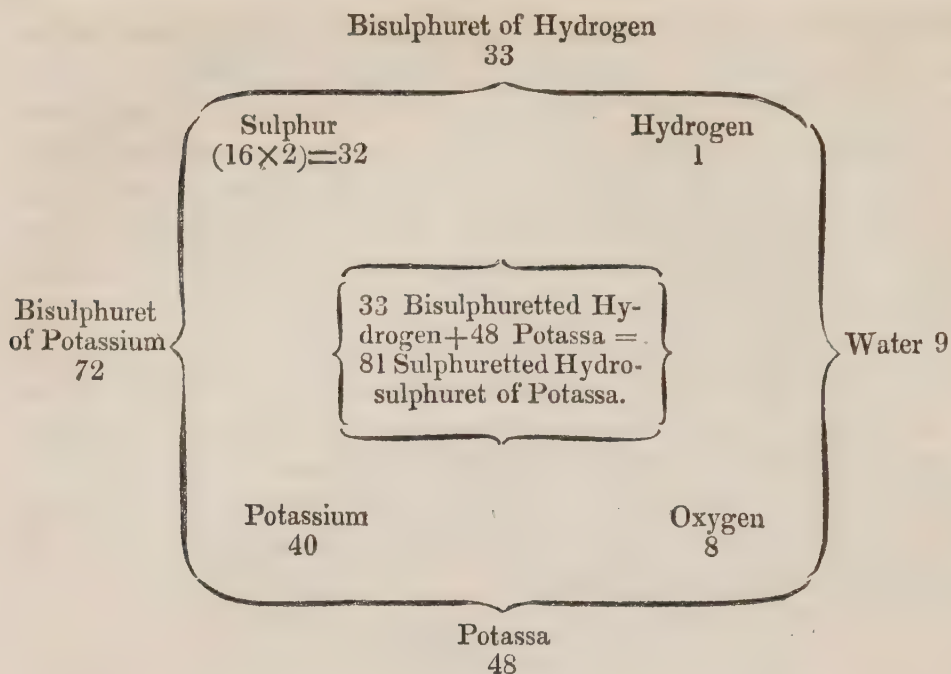 Bisulphuret of Hydrogen
33
Sulphur
(16×2)=32
Hydrogen
1
Bisulphuret
of Potassium
72
33 Bisulphuretted Hy-
drogen+48 Potassa =
81 Sulphuretted Hydro-
sulphuret of Potassa.
Water 9
Potassium
40
Oxygen
8
Potassa
48